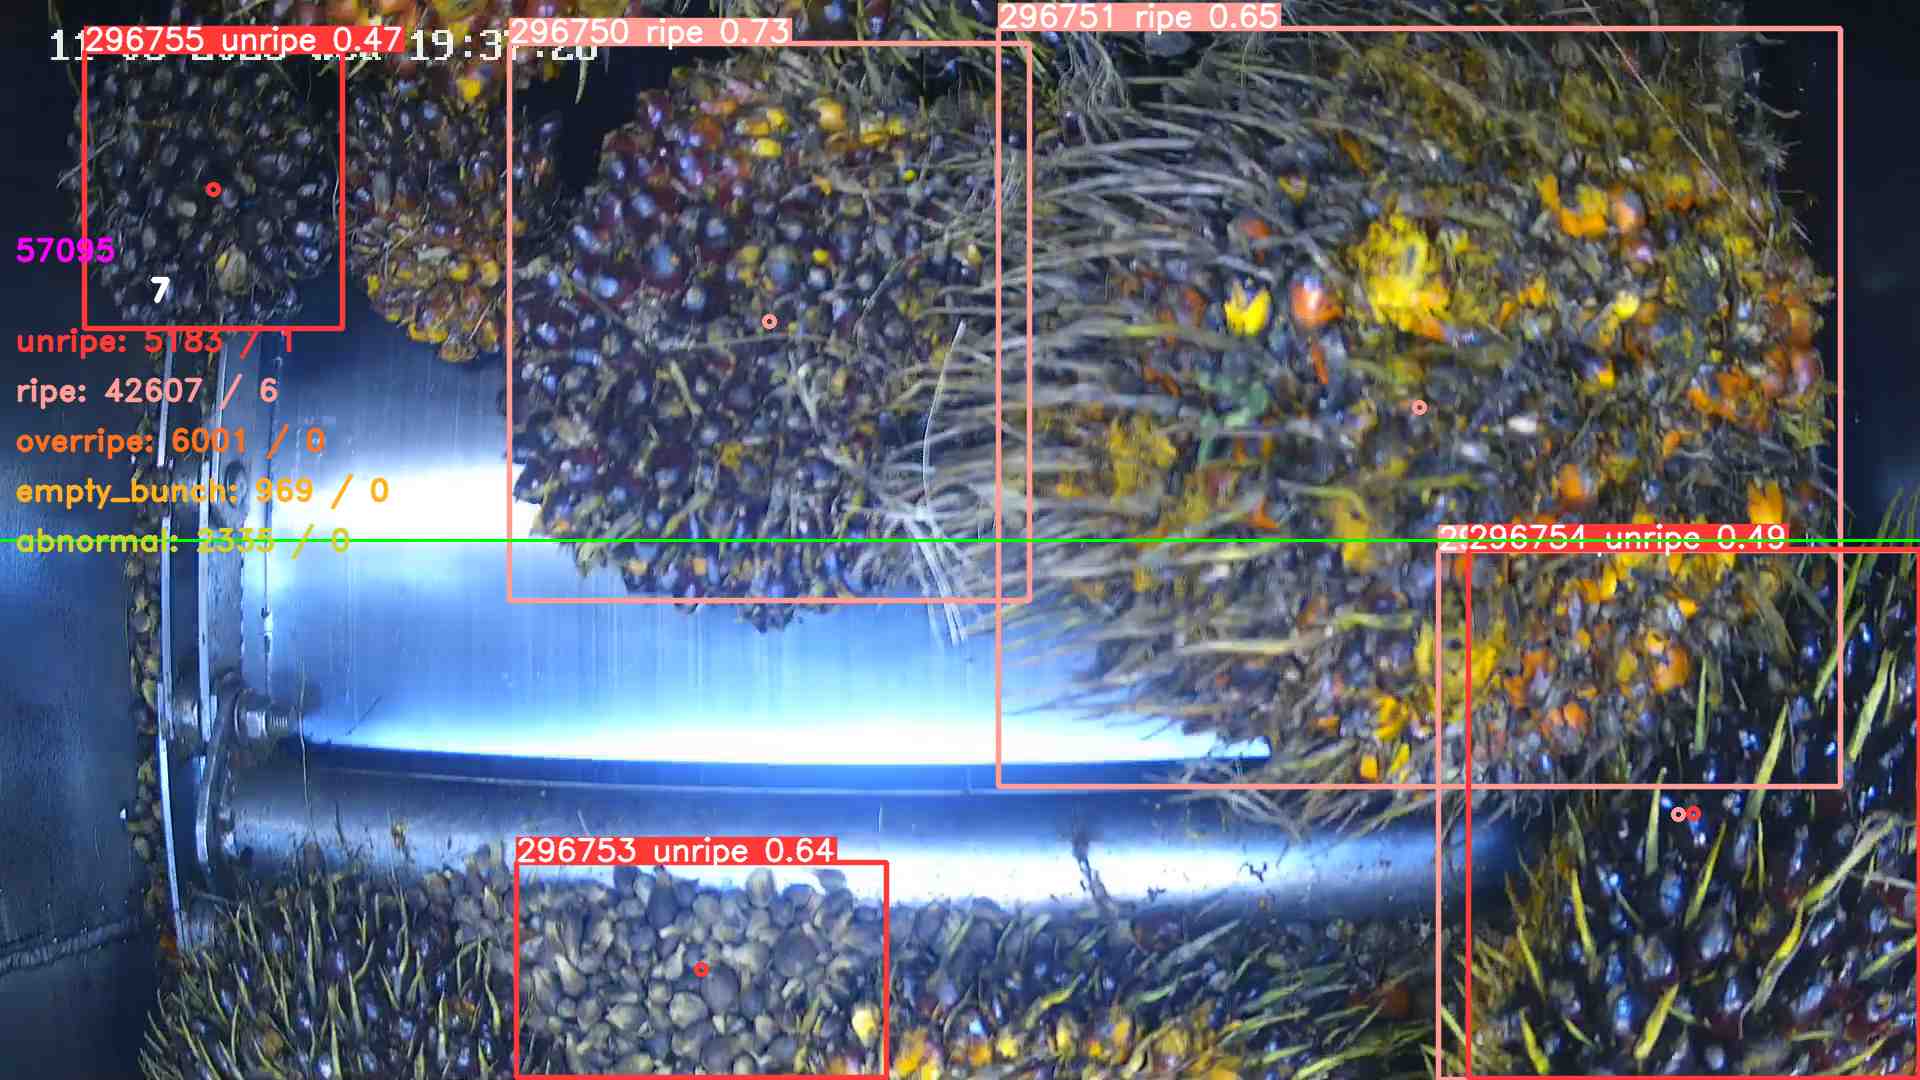 296751 ripe 0.65
296750 ripe 0.73
296755 unripe 0.47
19:37:28
57095
7
unripe: 5183 / 1
ripe: 42607 / 6
overripe: 6001 / 0
empty_bunch: 969 / 0
abnormal: 2335 / 0
296754 unripe 0.49
296753 unripe 0.64